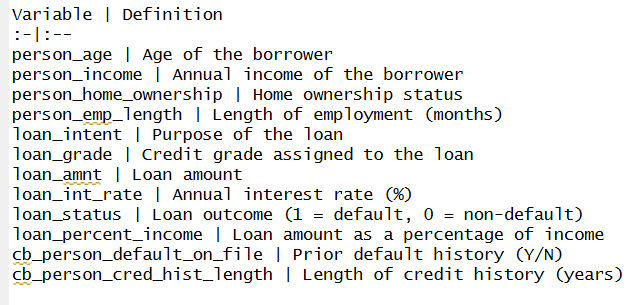 Variable | Definition
:-|:--
person_age | Age of the borrower
person_income | Annual income of the borrower
person_home_ownership | Home ownership status
person_emp_length | Length of employment (months)
loan_intent | Purpose of the loan
loan_grade | Credit grade assigned to the loan
loan_amnt | Loan amount
loan_int_rate | Annual interest rate (%)
loan_status | Loan outcome (1 = default, 0 = non-default)
loan_percent_income | Loan amount as a percentage of income
cb_person_default_on_file | Prior default history (Y/N)
cb_person_cred_hist_length | Length of credit history (years)